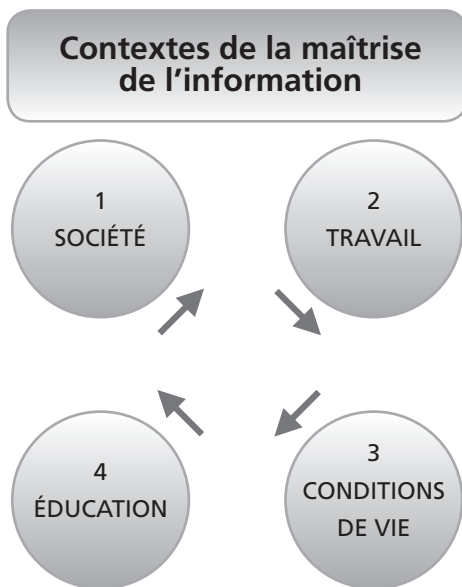 Contextes de la maîtrise
de l'information
1
SOCIÉTÉ
2
TRAVAIL
3
CONDITIONS
DE VIE
4
ÉDUCATION